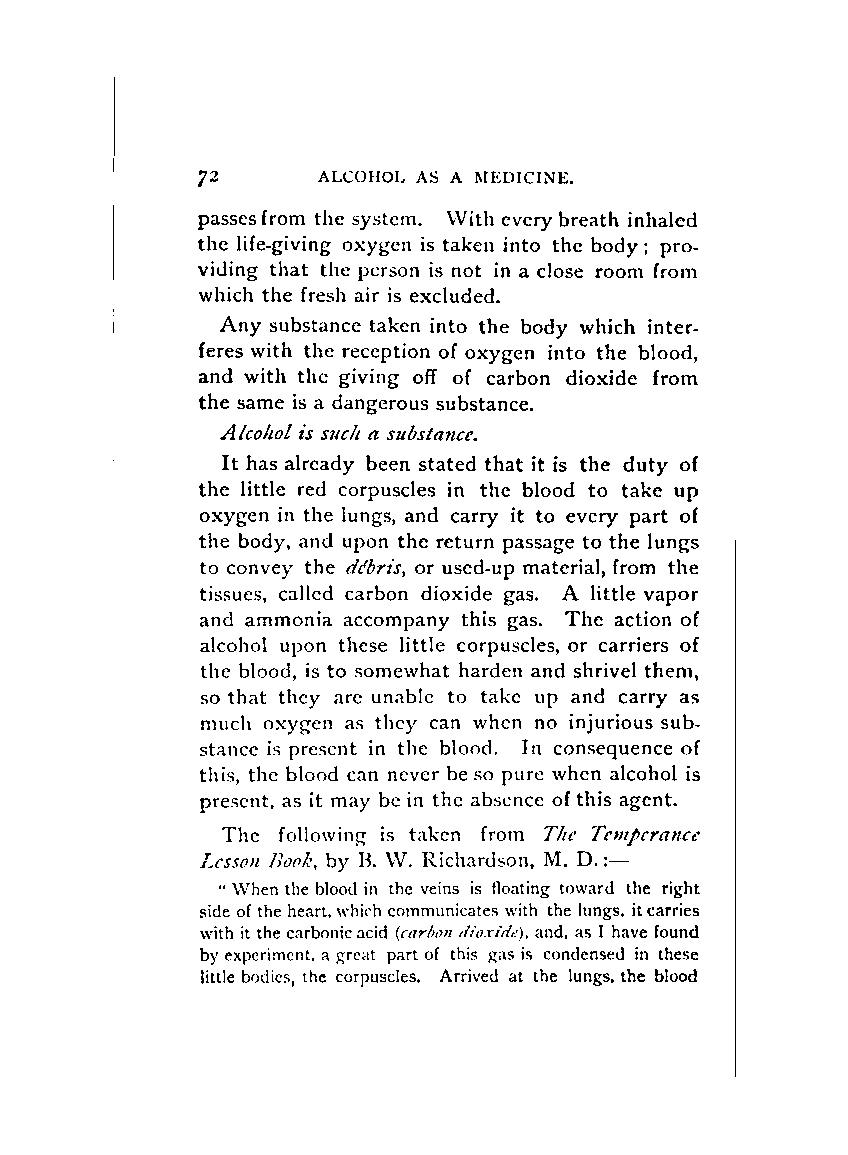 72 ALCOHOL AS A MEDICINE.
passes from the system. With every breath inhaled
the life-giving oxygen is taken into the body; pro-
viding that the person is not in a close room from
which the fresh air is excluded.
Any substance taken into the body which inter-
feres with the reception of oxygen into the blood,
and with the giving off of carbon dioxide from
the same is a dangerous substance.
Alcohol is such a substance.
It has already been stated that it is the duty of
the little red corpuscles in the blood to take up
oxygen in the lungs, and carry it to every part of
the body, and upon the return passage to the lungs
to convey the débris, or used-up material, from the
tissues, called carbon dioxide gas. A little vapor
and ammonia accompany this gas. The action of
alcohol upon these little corpuscles, or carriers of
the blood, is to somewhat harden and shrivel them,
so that they are unable to take up and carry as
much oxygen as they can when no injurious sub-
stance is present in the blood. In consequence of
this, the blood can never be so pure when alcohol is
present, as it may be in the absence of this agent.
The following is taken from The Temperance
Lesson Book, by B. W. Richardson, M. D.:—
“ When the blood in the veins is floating toward the right
side of the heart, which communicates with the lungs, it carries
with it the carbonic acid (carbon dioxide), and, as I have found
by experiment, a great part of this gas is condensed in these
little bodies, the corpuscles. Arrived at the lungs, the blood